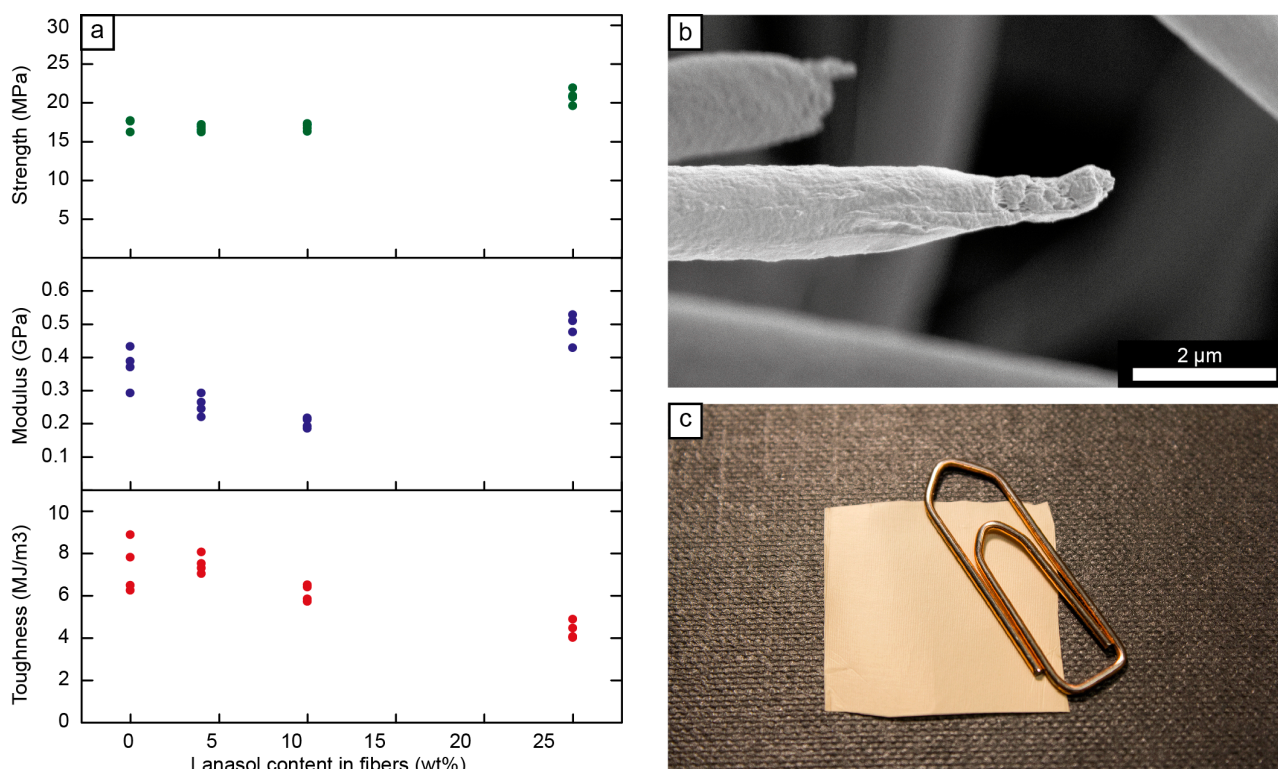 a
30
25
20
15
10
5
Strength (MPa)
0.6
0.5
0.4
0.3
0.2
0.1
Modulus (GPa)
10
8
6
4
2
0
Toughness (MJ/m3)
0 5 10 15 20 25
Lanasol content in fibers (wt%)
b
2 µm
c